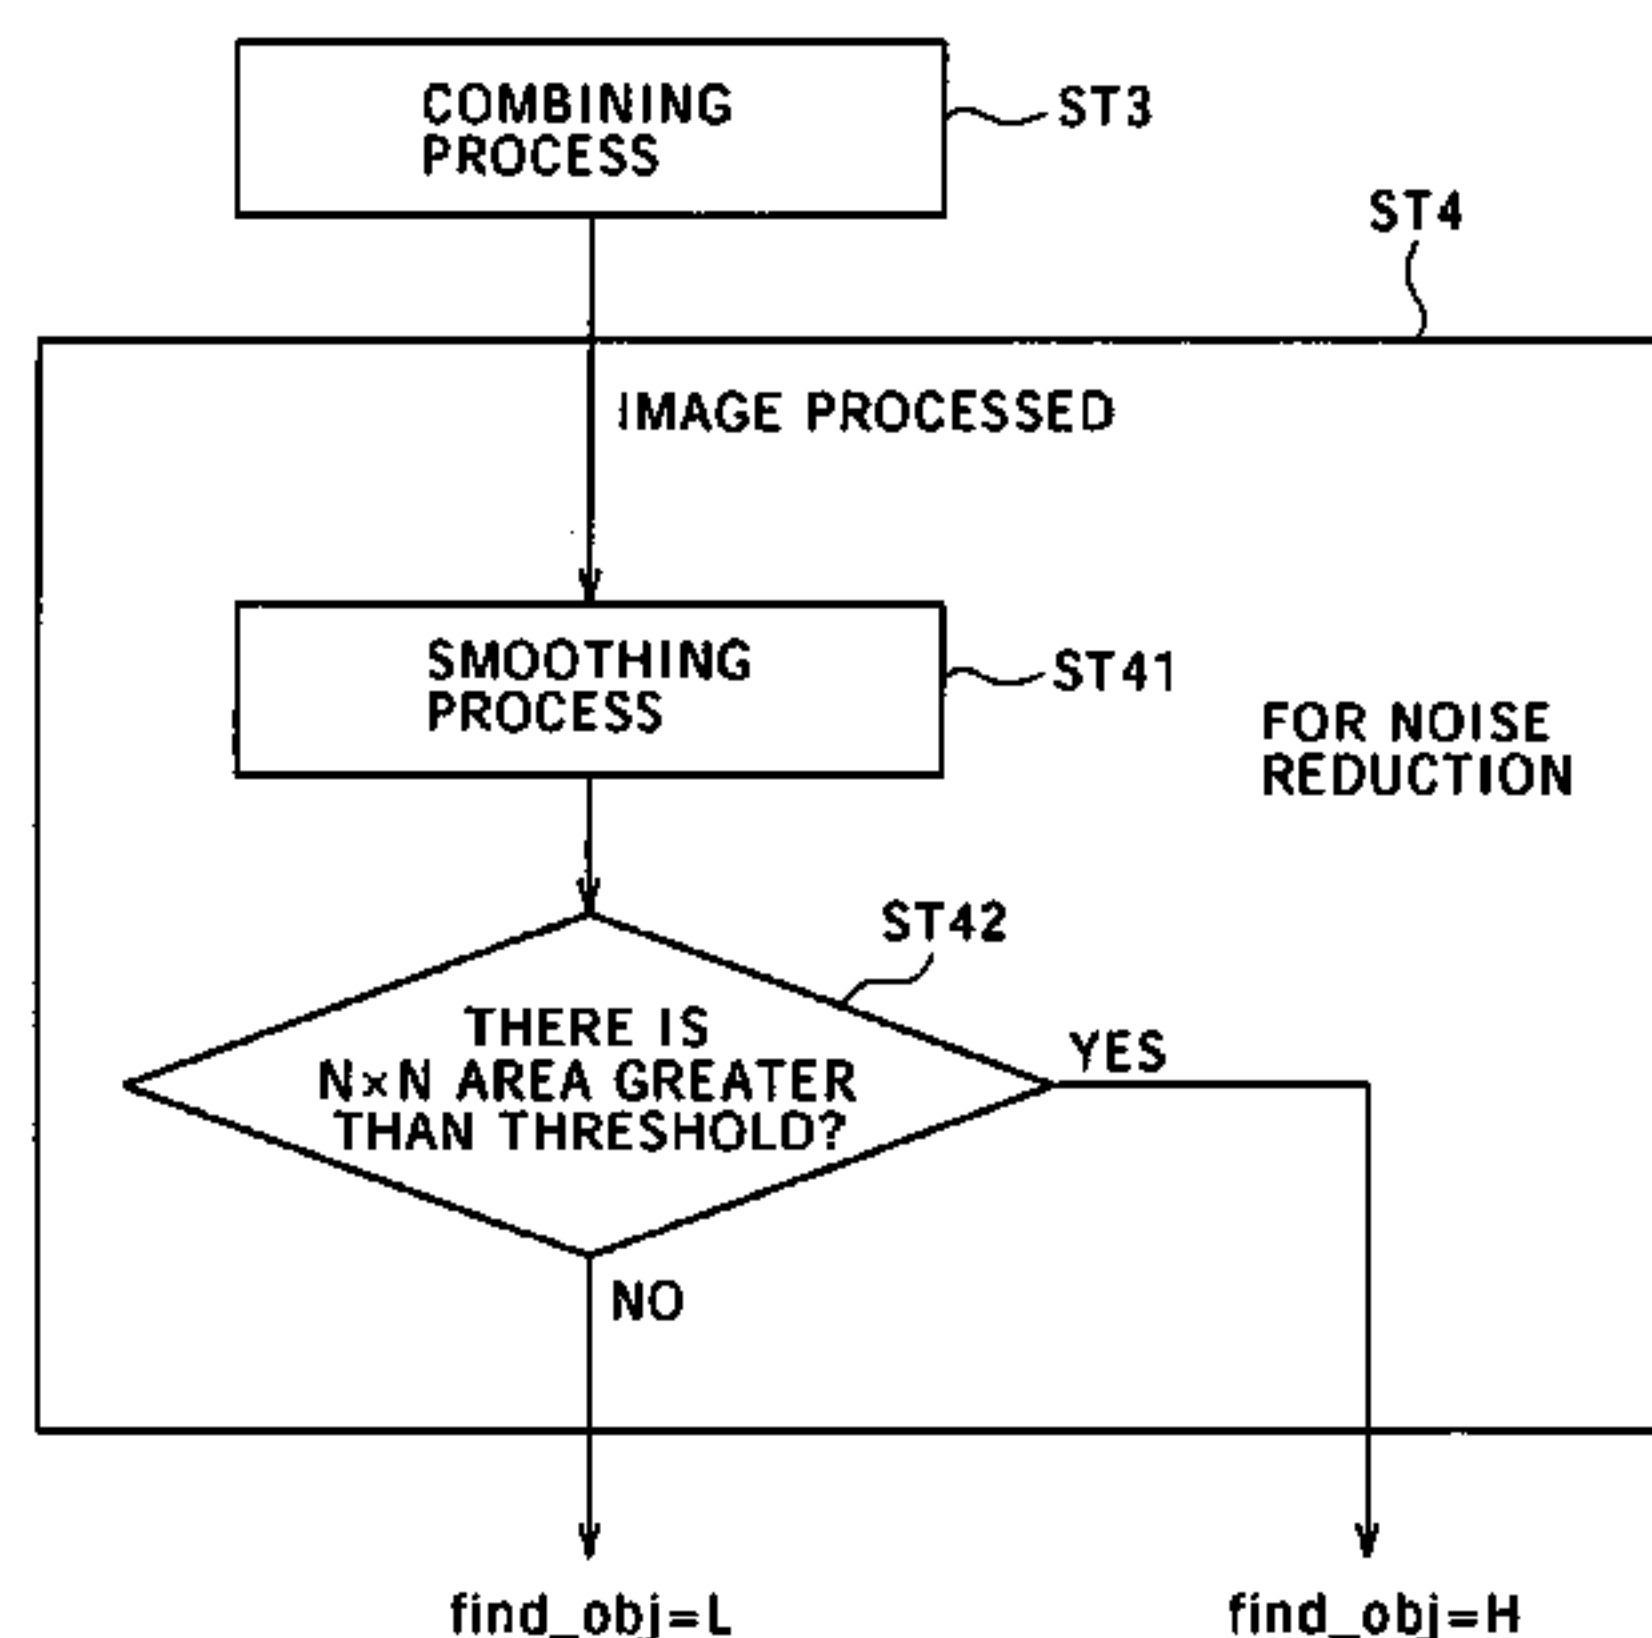 COMBINING
PROCESS
ST3
ST4
IMAGE PROCESSED
SMOOTHING
PROCESS
ST41
FOR NOISE
REDUCTION
ST42
THERE IS
N×N AREA GREATER
THAN THRESHOLD?
YES
NO
find_obj=L
find_obj=H